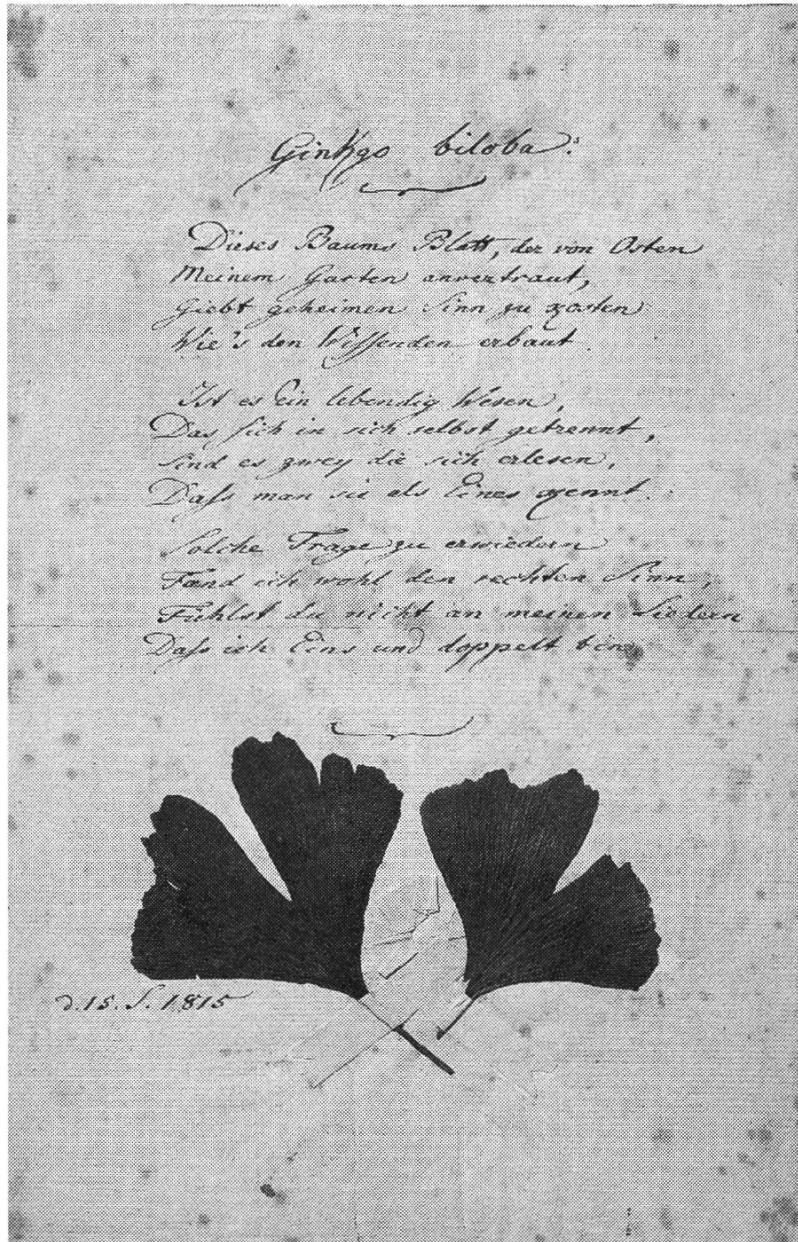 Ginkgo biloba.
Dieses Baums Blatt, der von Osten
Meinem Garten anvertraut,
Giebt geheimen Sinn zu kosten
Wie's den Wissenden erbaut.
Ist es Ein lebendig Wesen,
Das sich in sich selbst getrennt,
Sind es zwey die sich erlesen,
Dass man sie als Eines kennt.
Solche Frage zu erwiedern
Fand ich wohl den rechten Sinn,
Fühlst du nicht an meinen Liedern
Dass ich Eins und doppelt bin.
d. 15. S. 1815